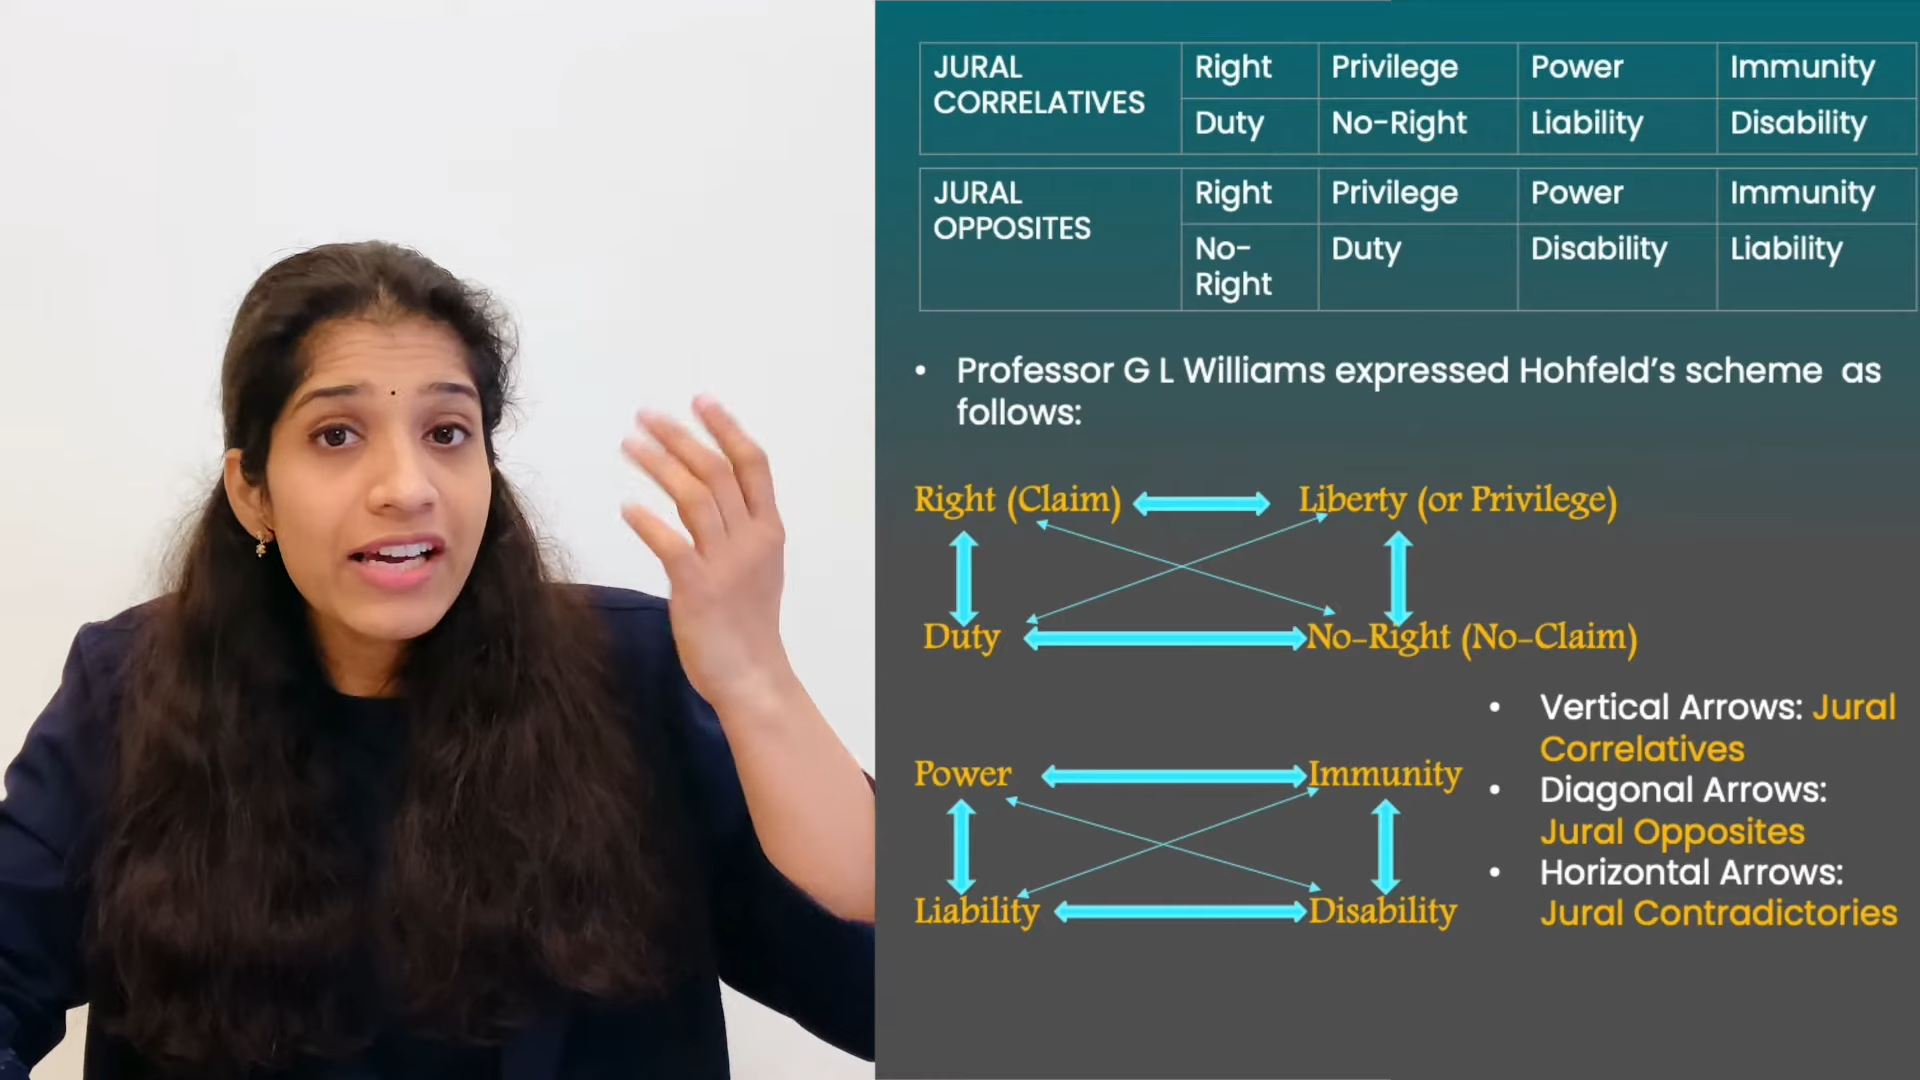 JURAL CORRELATIVES
Right Privilege Power Immunity
Duty No-Right Liability Disability
JURAL OPPOSITES
Right Privilege Power Immunity
No-Right Duty Disability Liability
• Professor G L Williams expressed Hohfeld's scheme as
follows:
Right (Claim) Liberty (or Privilege)
Duty No-Right (No-Claim)
Power Immunity
Liability Disability
• Vertical Arrows: Jural
Correlatives
• Diagonal Arrows:
Jural Opposites
• Horizontal Arrows:
Jural Contradictories